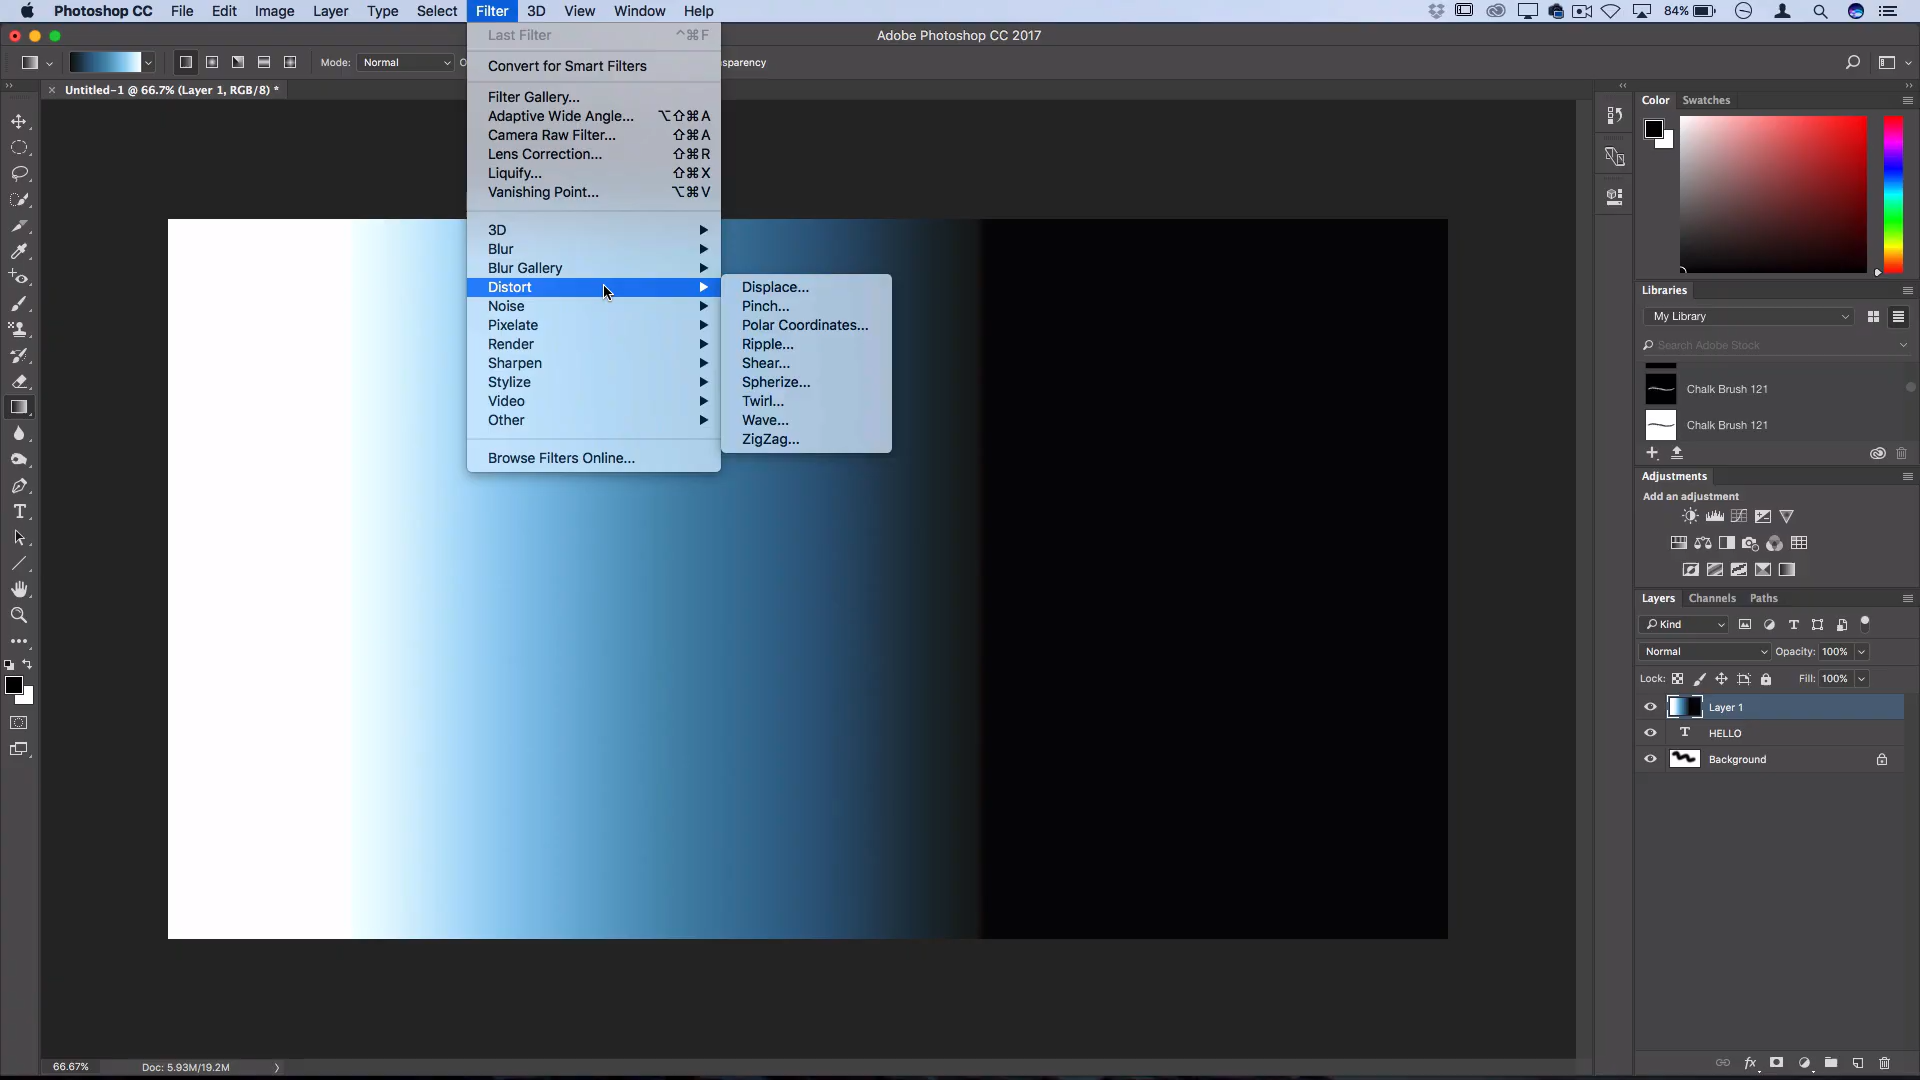 Photoshop CC File Edit Image Layer Type Select Filter 3D View Window Help 84%
Adobe Photoshop CC 2017
Mode: Normal
sparency
Untitled-1 @ 66.7% (Layer 1, RGB/8) *
Last Filter ^⌘F
Convert for Smart Filters
Filter Gallery...
Adaptive Wide Angle... ⌥⇧⌘A
Camera Raw Filter... ⇧⌘A
Lens Correction... ⇧⌘R
Liquify... ⇧⌘X
Vanishing Point... ⌥⌘V
3D
Blur
Blur Gallery
Distort
Noise
Pixelate
Render
Sharpen
Stylize
Video
Other
Browse Filters Online...
Displace...
Pinch...
Polar Coordinates...
Ripple...
Shear...
Spherize...
Twirl...
Wave...
ZigZag...
Color Swatches
Libraries
My Library
Search Adobe Stock
Chalk Brush 121
Chalk Brush 121
Adjustments
Add an adjustment
Layers Channels Paths
Kind
Normal Opacity: 100%
Lock: Fill: 100%
Layer 1
T HELLO
Background
fx
66.67% Doc: 5.93M/19.2M